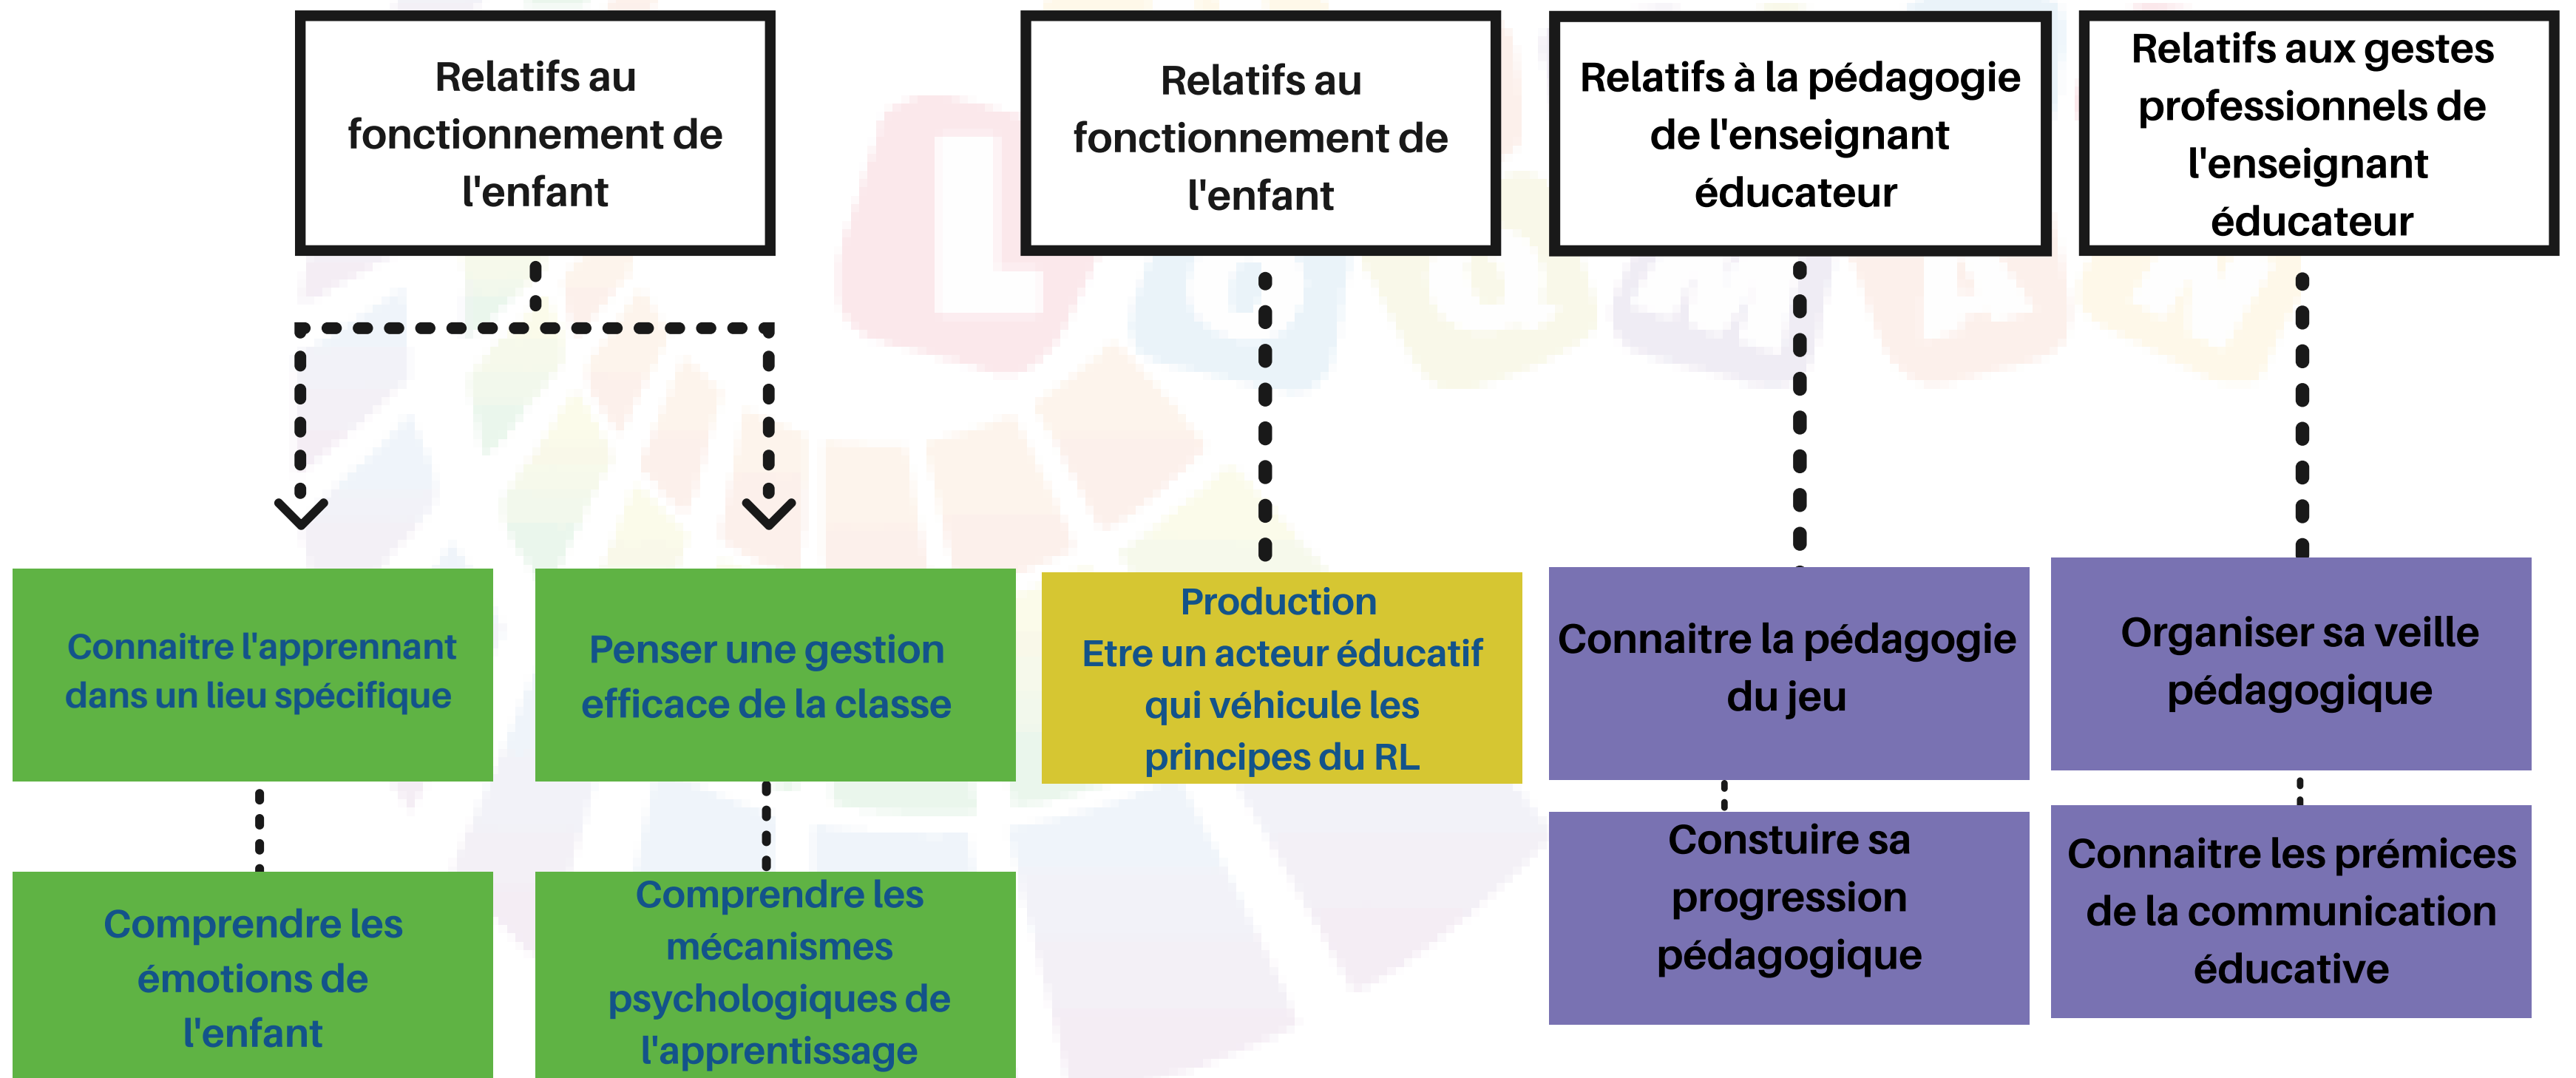 Relatifs au
fonctionnement de
l'enfant
Relatifs au
fonctionnement de
l'enfant
Relatifs à la pédagogie
de l'enseignant
éducateur
Relatifs aux gestes
professionnels de
l'enseignant
éducateur
LOQMAN
Connaitre l'apprennant
dans un lieu spécifique
Penser une gestion
efficace de la classe
Production
Etre un acteur éducatif
qui véhicule les
principes du RL
Connaitre la pédagogie
du jeu
Organiser sa veille
pédagogique
Comprendre les
émotions de
l'enfant
Comprendre les
mécanismes
psychologiques de
l'apprentissage
Constuire sa
progression
pédagogique
Connaitre les prémices
de la communication
éducative